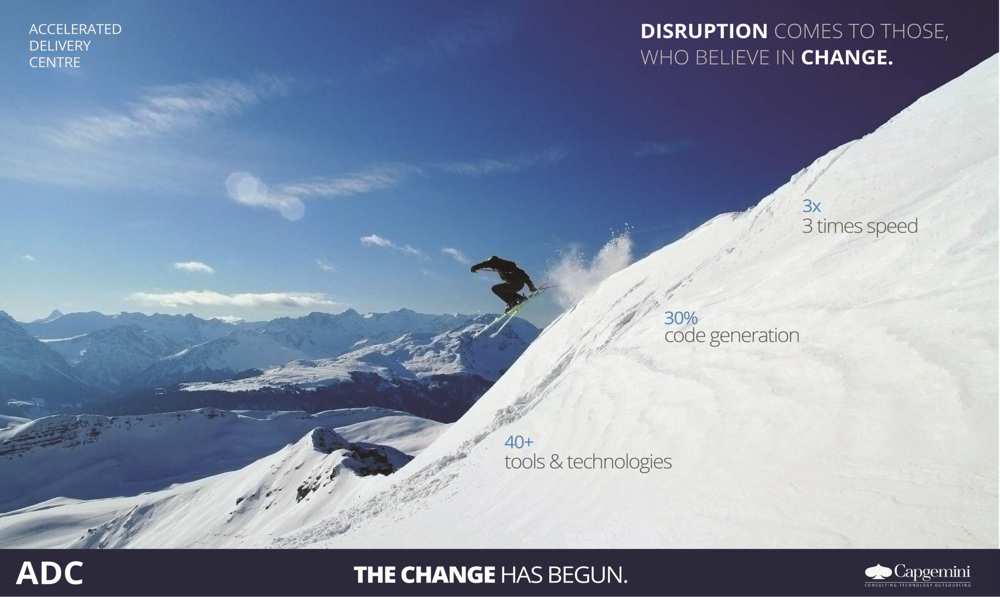 ACCELERATED
DELIVERY
CENTRE
DISRUPTION COMES TO THOSE,
WHO BELIEVE IN CHANGE.
3x
3 times speed
30%
code generation
40+
tools & technologies
ADC
THE CHANGE HAS BEGUN.
Capgemini
CONSULTING.TECHNOLOGY.OUTSOURCING